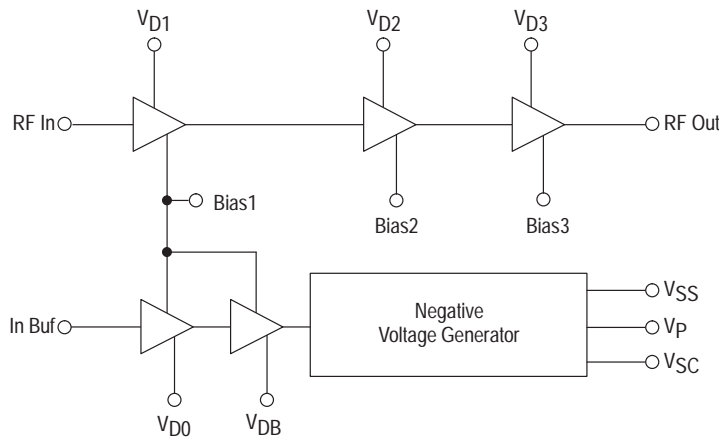 VD1 VD2 VD3
RF In RF Out
Bias1
Bias2 Bias3
In Buf
Negative
Voltage Generator
VSS
VP
VSC
VD0 VDB